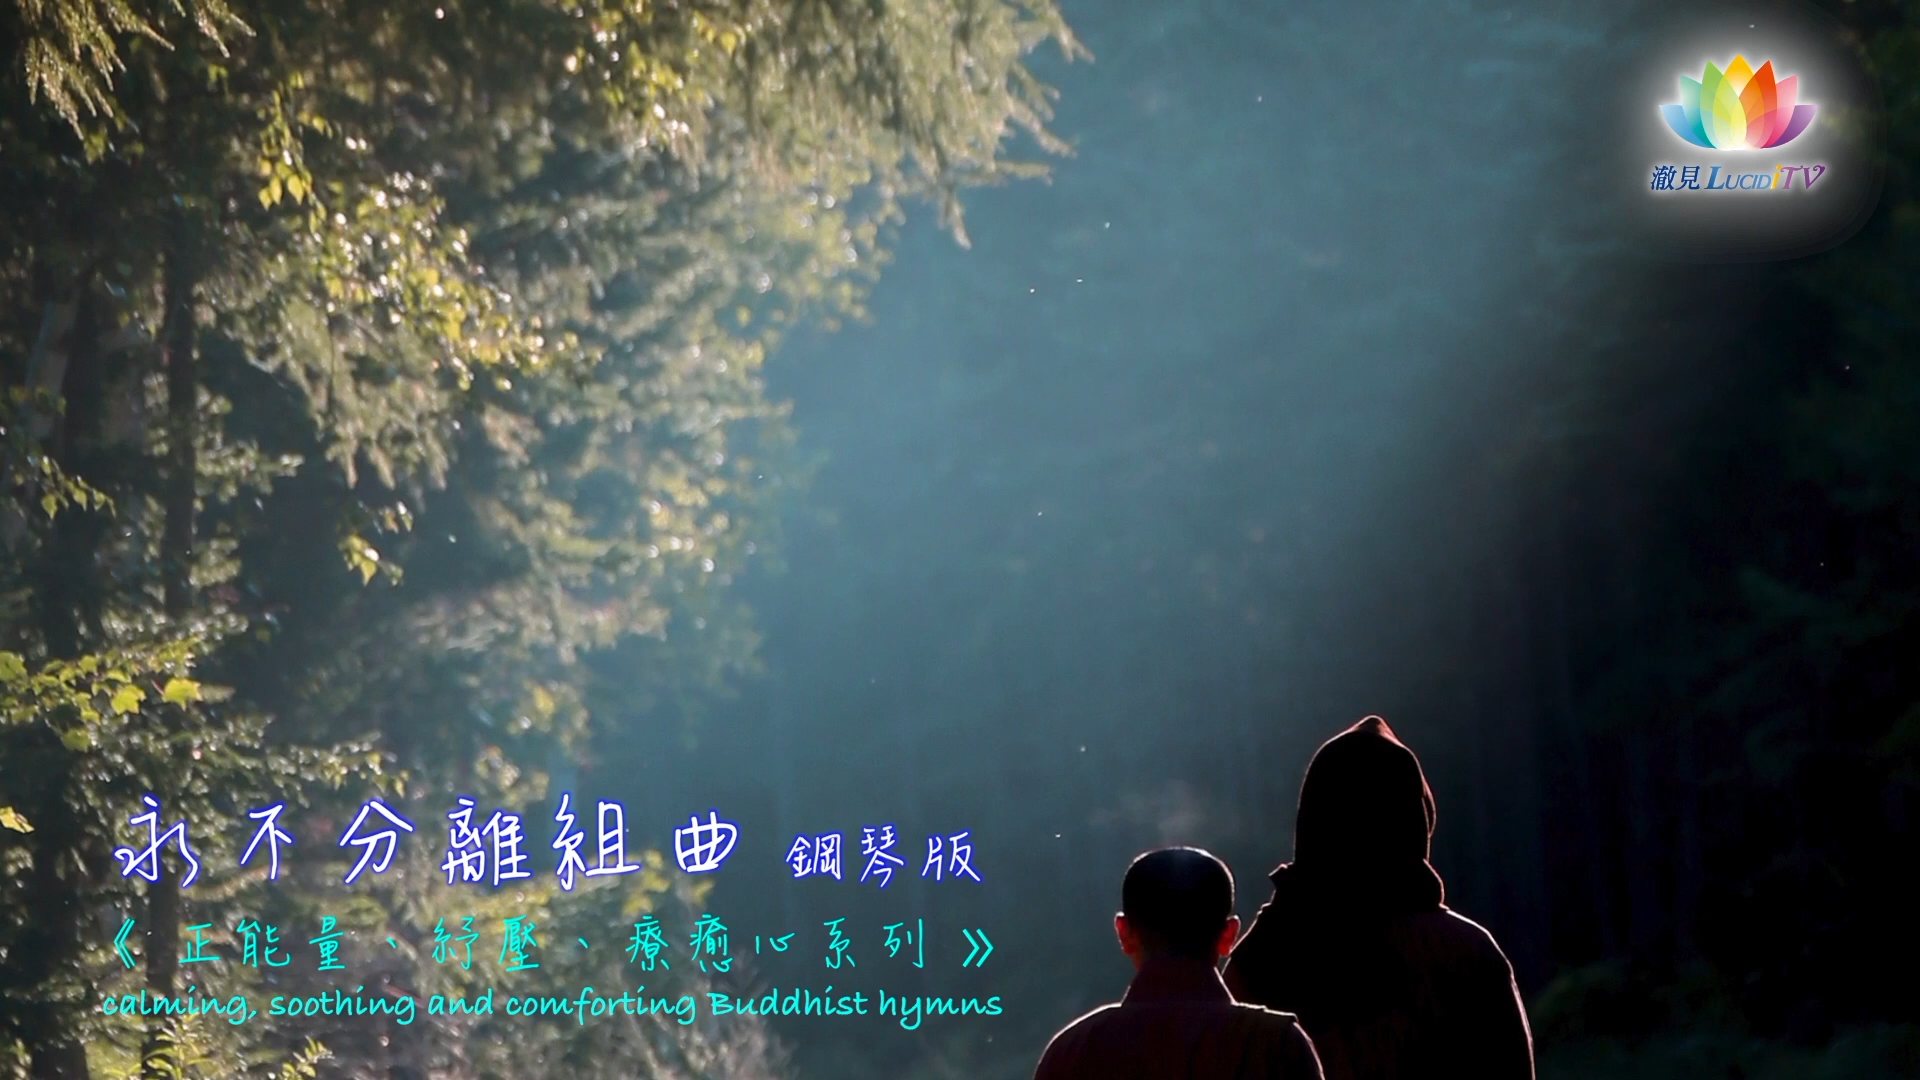 澈見 LUCIDiTV
永不分離組曲 鋼琴版
《正能量、紓壓、療癒心系列》
calming, soothing and comforting Buddhist hymns